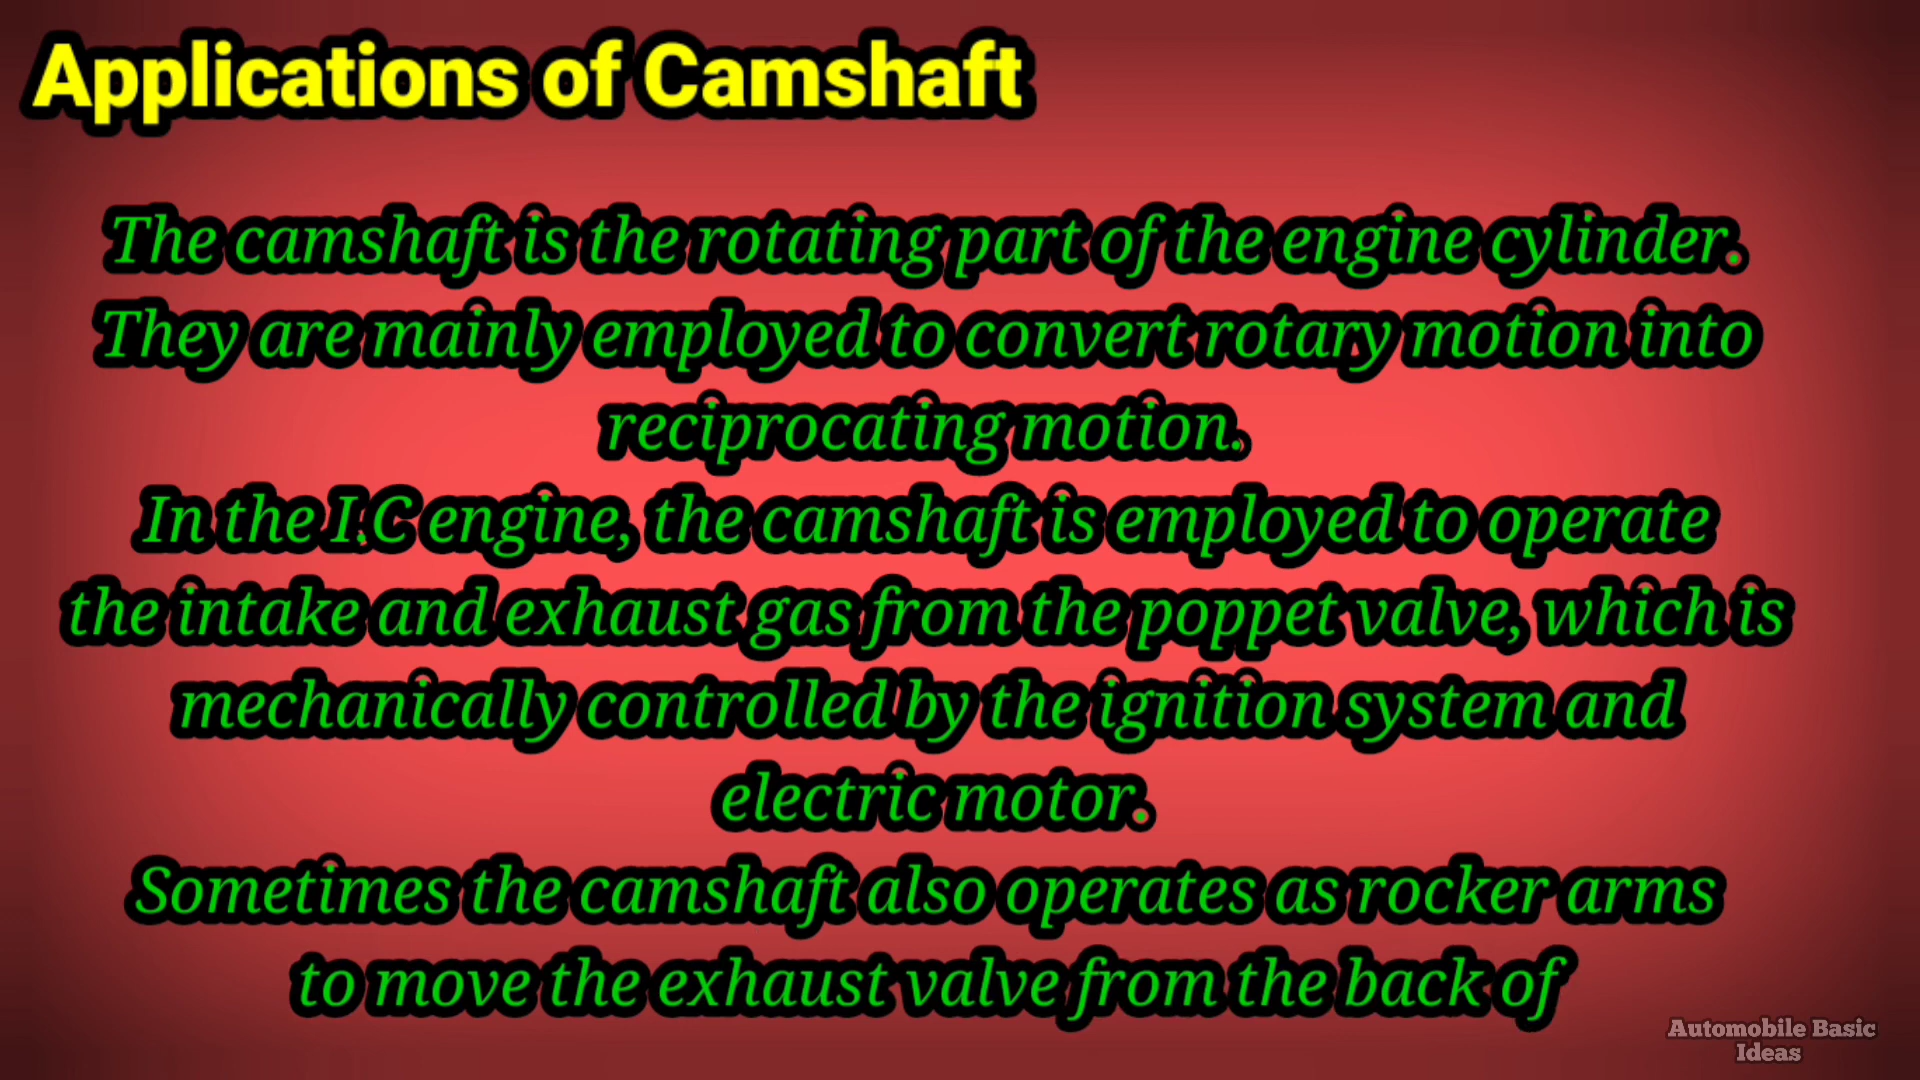 Applications of Camshaft
The camshaft is the rotating part of the engine cylinder.
They are mainly employed to convert rotary motion into
reciprocating motion.
In the I.C engine, the camshaft is employed to operate
the intake and exhaust gas from the poppet valve, which is
mechanically controlled by the ignition system and
electric motor.
Sometimes the camshaft also operates as rocker arms
to move the exhaust valve from the back of
Automobile Basic
Ideas